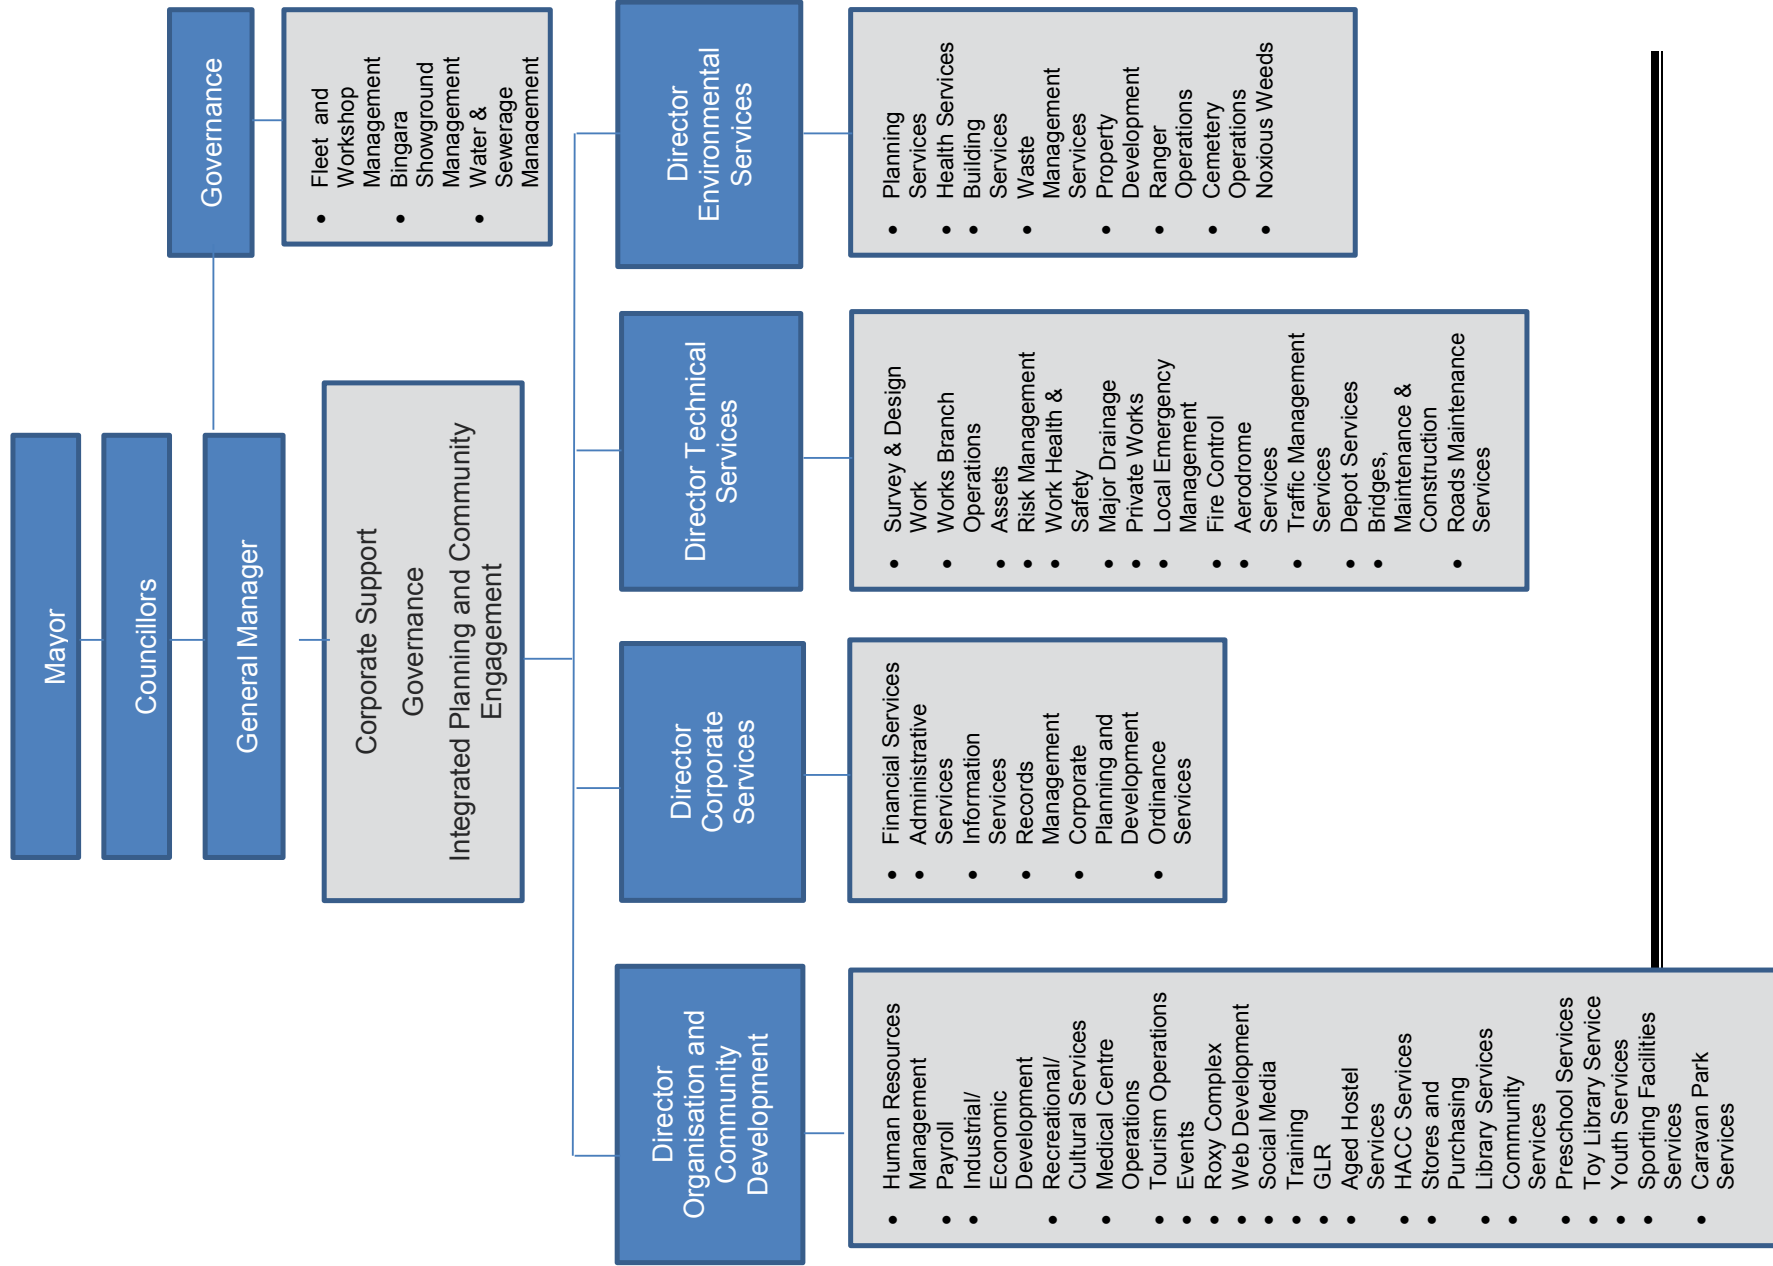 Mayor
Councillors
General Manager
Governance
• Fleet and
Workshop
Management
• Bingara
Showground
Management
• Water &
Sewerage
Management
Corporate Support
Governance
Integrated Planning and Community
Engagement
Director
Organisation and
Community
Development
• Human Resources
Management
• Payroll
• Industrial/
Economic
Development
• Recreational/
Cultural Services
• Medical Centre
Operations
• Tourism Operations
• Events
• Roxy Complex
• Web Development
• Social Media
• Training
• GLR
• Aged Hostel
Services
• HACC Services
• Stores and
Purchasing
• Library Services
• Community
Services
• Preschool Services
• Toy Library Service
• Youth Services
• Sporting Facilities
Services
• Caravan Park
Services
Director
Corporate
Services
• Financial Services
• Administrative
Services
• Information
Services
• Records
Management
• Corporate
Planning and
Development
• Ordinance
Services
Director Technical
Services
• Survey & Design
Work
• Works Branch
Operations
• Assets
• Risk Management
• Work Health &
Safety
• Major Drainage
• Private Works
• Local Emergency
Management
• Fire Control
• Aerodrome
Services
• Traffic Management
Services
• Depot Services
• Bridges,
Maintenance &
Construction
• Roads Maintenance
Services
Director
Environmental
Services
• Planning
Services
• Health Services
• Building
Services
• Waste
Management
Services
• Property
Development
• Ranger
Operations
• Cemetery
Operations
• Noxious Weeds